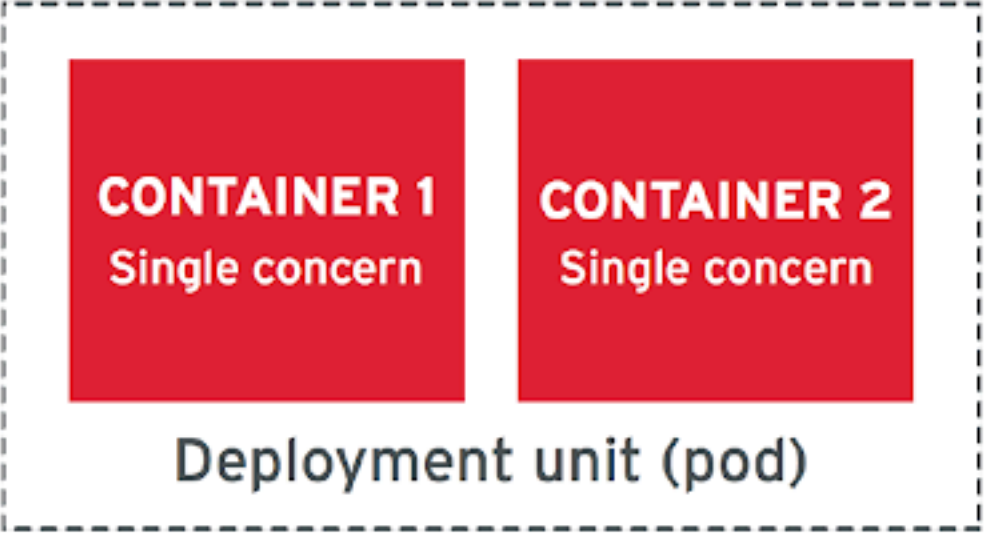 CONTAINER 1
Single concern
CONTAINER 2
Single concern
Deployment unit (pod)